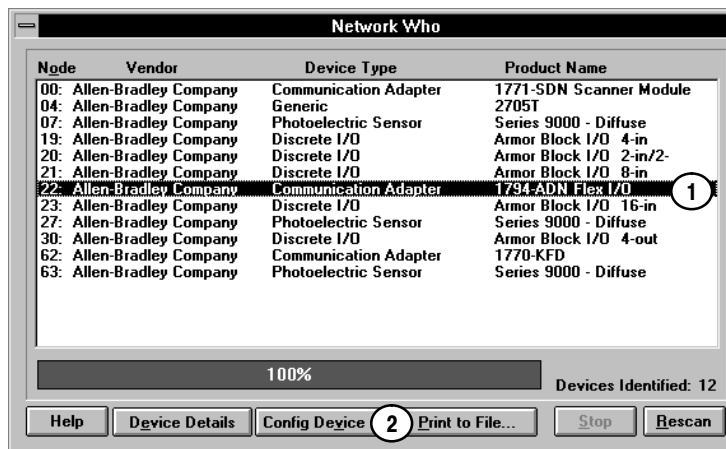 Network Who
Node Vendor Device Type Product Name
00: Allen-Bradley Company Communication Adapter 1771-SDN Scanner Module
04: Allen-Bradley Company Generic 2705T
07: Allen-Bradley Company Photoelectric Sensor Series 9000 - Diffuse
19: Allen-Bradley Company Discrete I/O Armor Block I/O 4-in
20: Allen-Bradley Company Discrete I/O Armor Block I/O 2-in/2-
21: Allen-Bradley Company Discrete I/O Armor Block I/O 8-in
22: Allen-Bradley Company Communication Adapter 1794-ADN Flex I/O 1
23: Allen-Bradley Company Discrete I/O Armor Block I/O 16-in
27: Allen-Bradley Company Photoelectric Sensor Series 9000 - Diffuse
30: Allen-Bradley Company Discrete I/O Armor Block I/O 4-out
62: Allen-Bradley Company Communication Adapter 1770-KFD
63: Allen-Bradley Company Photoelectric Sensor Series 9000 - Diffuse
100%
Devices Identified: 12
Help Device Details Config Device 2 Print to File... Stop Rescan